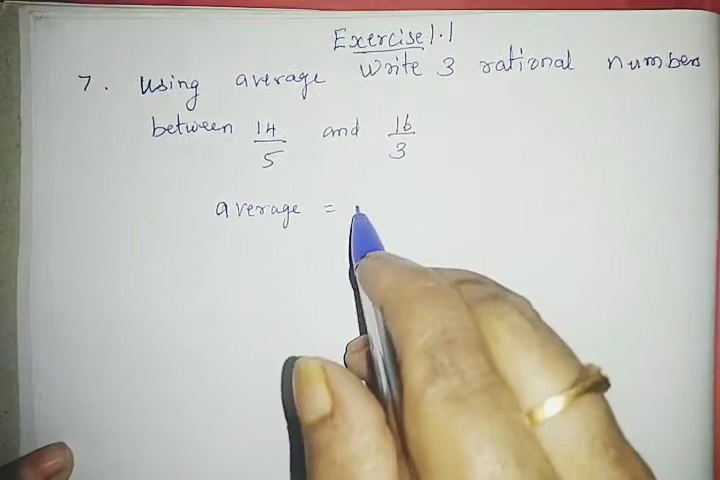 Exercise 1.1
7. Using average write 3 rational numbers
between 14/5 and 16/3
average =